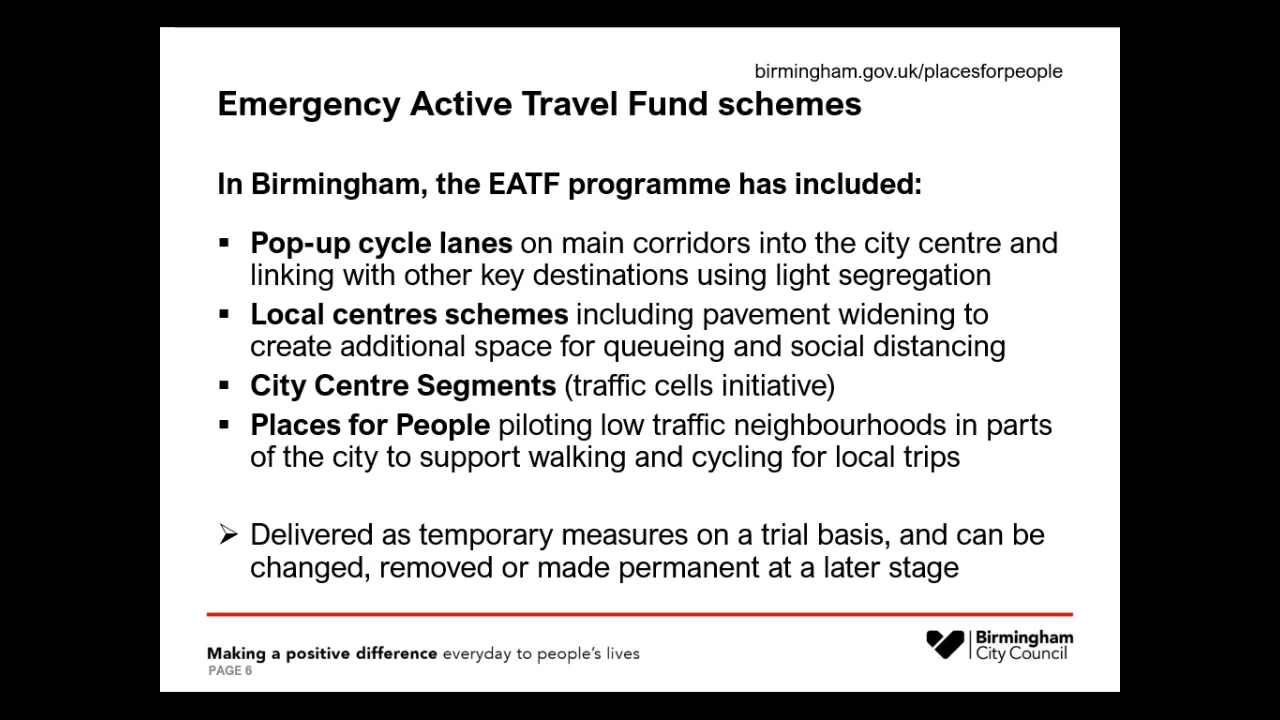 birmingham.gov.uk/placesforpeople
Emergency Active Travel Fund schemes
In Birmingham, the EATF programme has included:
▪ Pop-up cycle lanes on main corridors into the city centre and
linking with other key destinations using light segregation
▪ Local centres schemes including pavement widening to
create additional space for queueing and social distancing
▪ City Centre Segments (traffic cells initiative)
▪ Places for People piloting low traffic neighbourhoods in parts
of the city to support walking and cycling for local trips
➢ Delivered as temporary measures on a trial basis, and can be
changed, removed or made permanent at a later stage
Making a positive difference everyday to people's lives
PAGE 6
Birmingham
City Council